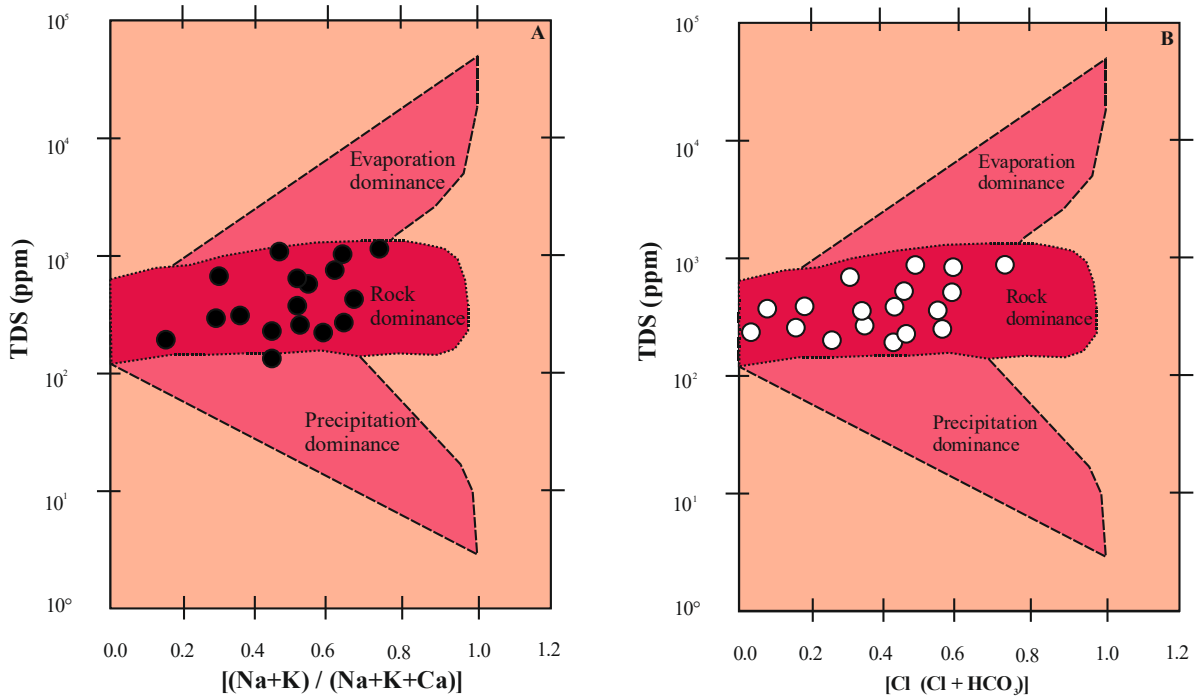 A
10⁵
10⁴
10³
10²
10¹
10°
TDS (ppm)
Evaporation
dominance
Rock
dominance
Precipitation
dominance
0.0 0.2 0.4 0.6 0.8 1.0 1.2
[(Na+K) / (Na+K+Ca)]
B
10⁵
10⁴
10³
10²
10¹
10°
TDS (ppm)
Evaporation
dominance
Rock
dominance
Precipitation
dominance
0.0 0.2 0.4 0.6 0.8 1.0 1.2
[Cl (Cl + HCO₃)]